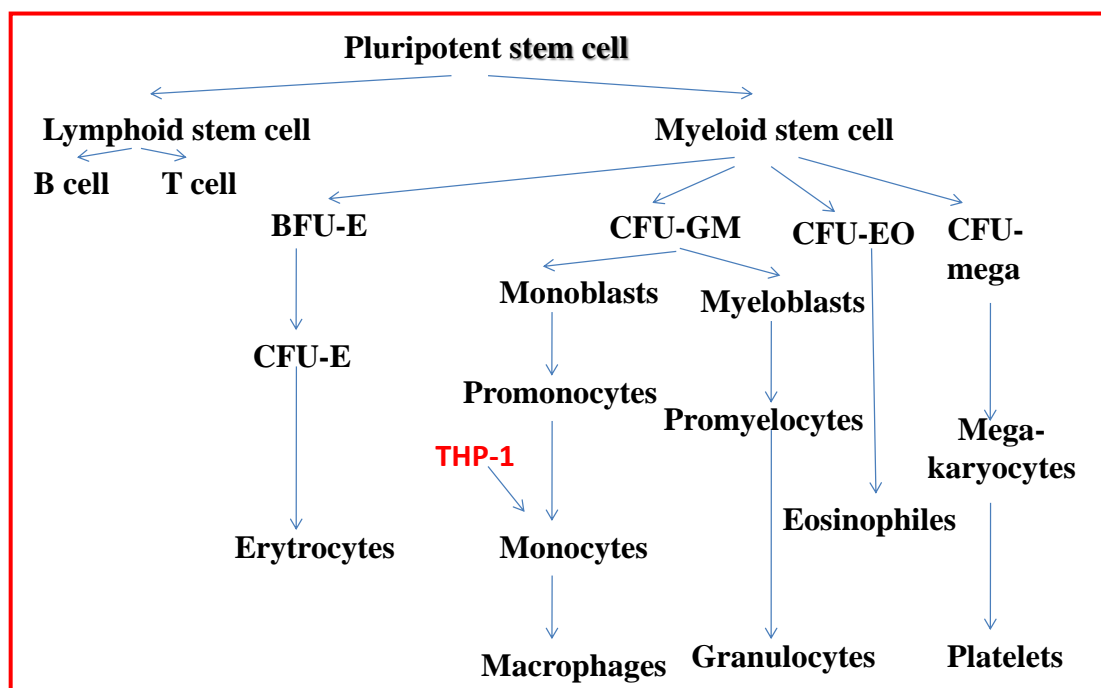 Pluripotent stem cell
Lymphoid stem cell
Myeloid stem cell
B cell
T cell
BFU-E
CFU-GM
CFU-EO
CFU-
mega
Monoblasts
Myeloblasts
CFU-E
Promonocytes
Promyelocytes
Mega-
karyocytes
THP-1
Eosinophiles
Erytrocytes
Monocytes
Macrophages
Granulocytes
Platelets